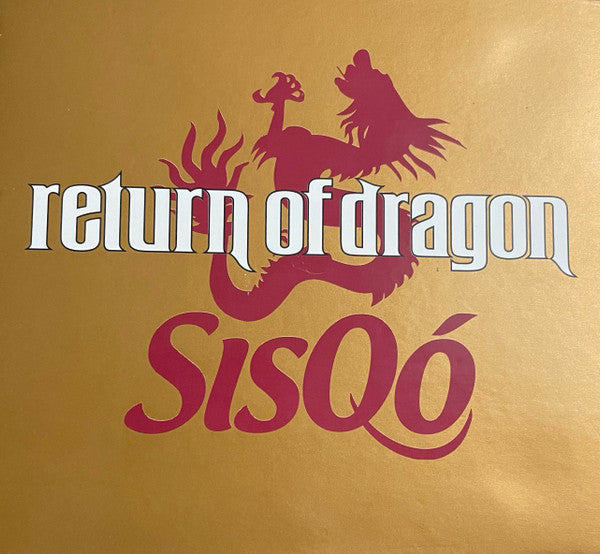 return of dragon
SisQó